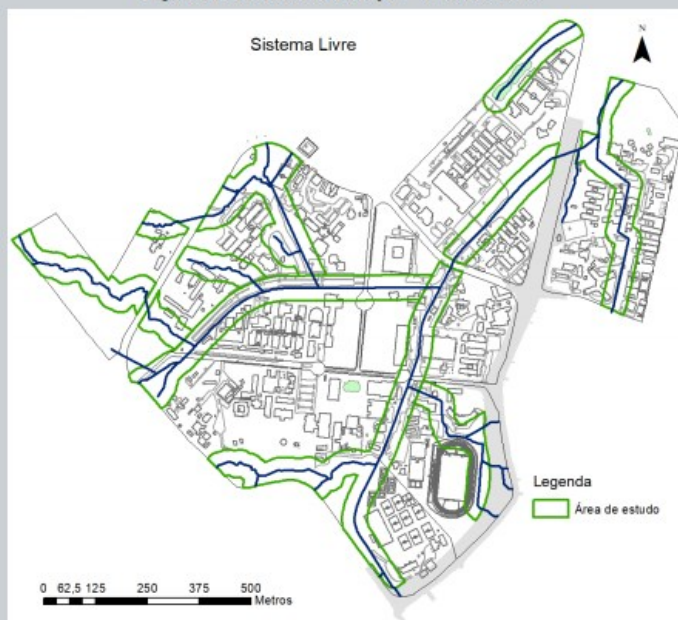 Sistema Livre
N
Legenda
Área de estudo
0 62,5 125 250 375 500
Metros